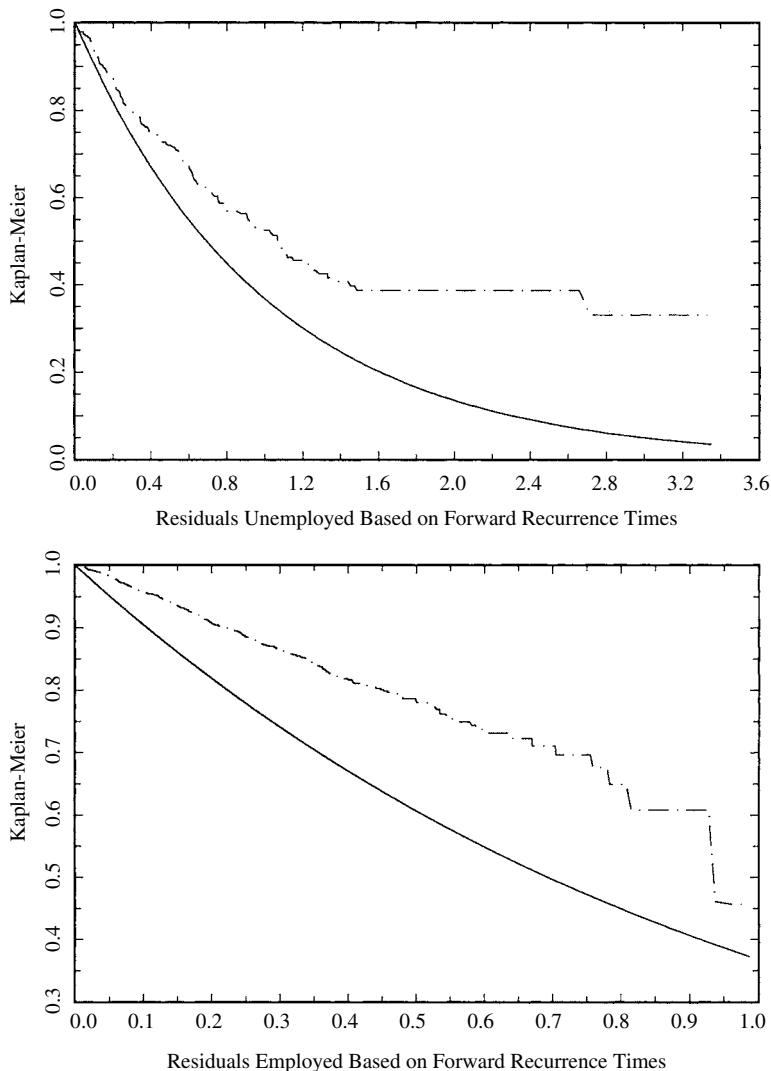 Kaplan-Meier
1.0
0.8
0.6
0.4
0.2
0.0
0.0 0.4 0.8 1.2 1.6 2.0 2.4 2.8 3.2 3.6
Residuals Unemployed Based on Forward Recurrence Times
Kaplan-Meier
1.0
0.9
0.8
0.7
0.6
0.5
0.4
0.3
0.0 0.1 0.2 0.3 0.4 0.5 0.6 0.7 0.8 0.9 1.0
Residuals Employed Based on Forward Recurrence Times